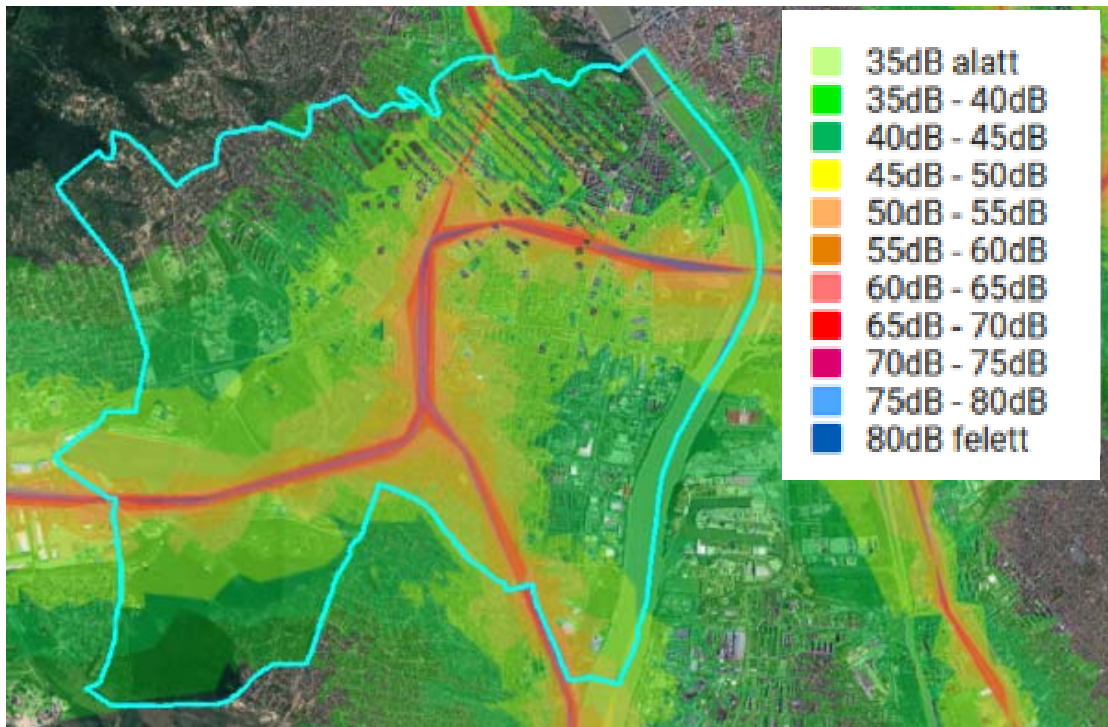 35dB alatt
35dB - 40dB
40dB - 45dB
45dB - 50dB
50dB - 55dB
55dB - 60dB
60dB - 65dB
65dB - 70dB
70dB - 75dB
75dB - 80dB
80dB felett